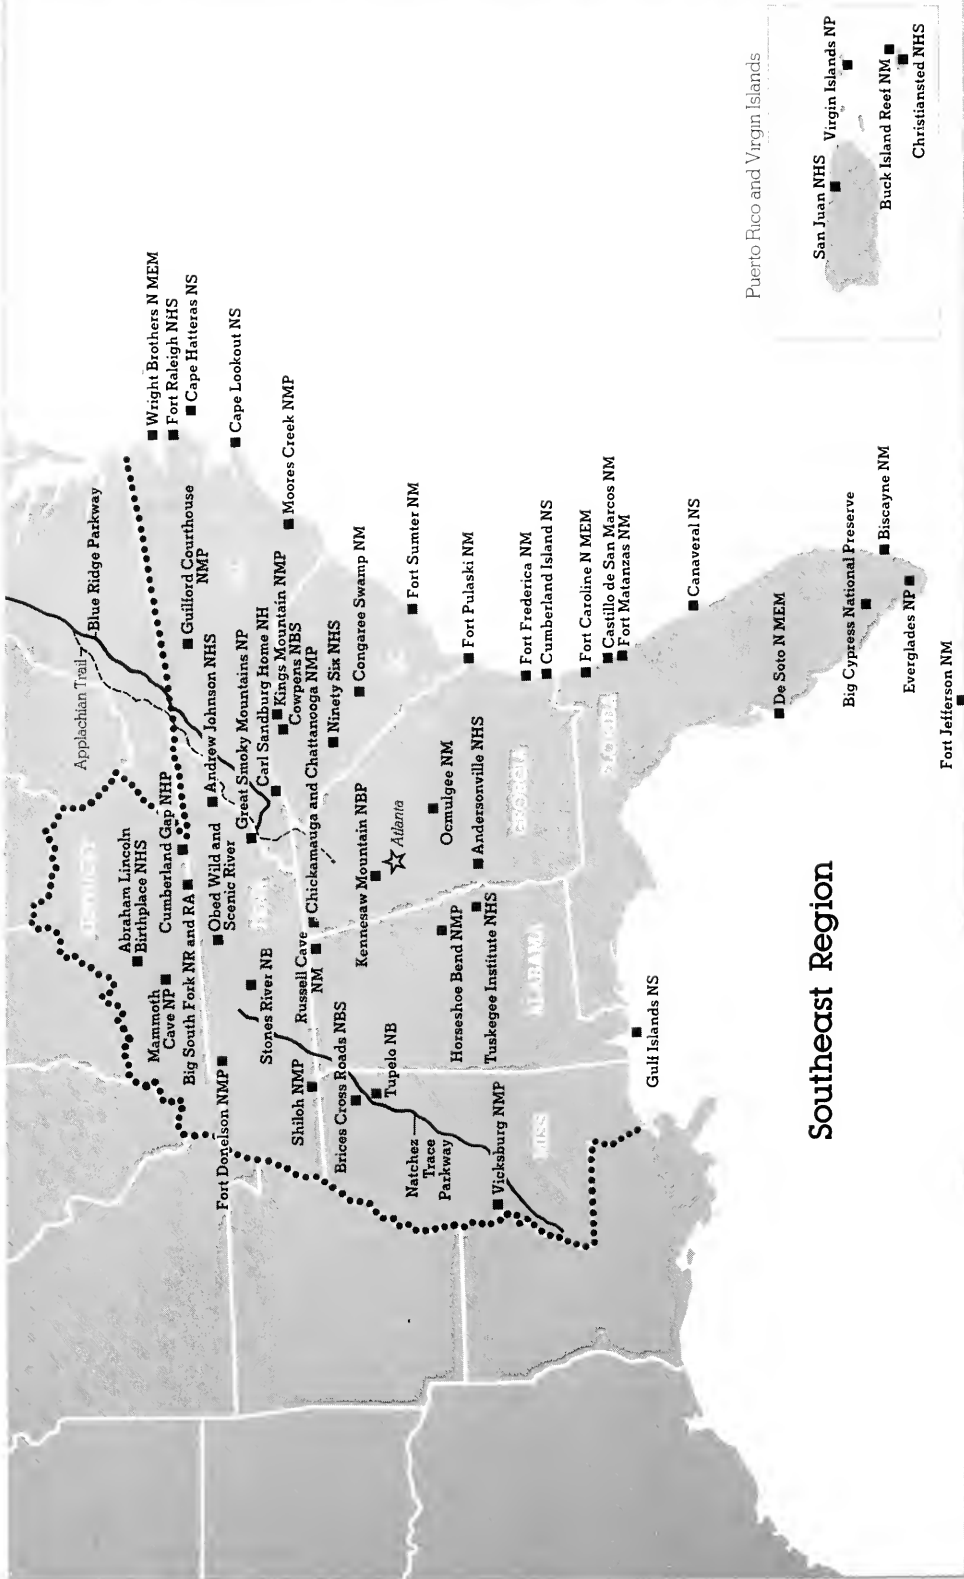 Applachian Trail
Blue Ridge Parkway
Wright Brothers N MEM
Fort Raleigh NHS
Cape Hatteras NS
Cape Lookout NS
Moores Creek NMP
Guilford Courthouse
NMP
Andrew Johnson NHS
Great Smoky Mountains NP
Carl Sandburg Home NH
Kings Mountain NMP
Cowpens NBS
Chickamauga and Chattanooga NMP
Ninety Six NHS
Congaree Swamp NM
Fort Sumter NM
Fort Pulaski NM
Fort Frederica NM
Cumberland Island NS
Fort Caroline N MEM
Castillo de San Marcos NM
Fort Matanzas NM
Canaveral NS
De Soto N MEM
Big Cypress National Preserve
Biscayne NM
Everglades NP
Fort Jefferson NM
Abraham Lincoln
Birthplace NHS
Cumberland Gap NHP
Mammoth
Cave NP
Big South Fork NR and RA
Obed Wild and
Scenic River
Fort Donelson NMP
Stones River NB
Russell Cave
NM
Shiloh NMP
Brices Cross Roads NBS
Tupelo NB
Kennesaw Mountain NBP
Atlanta
Ocmulgee NM
Andersonville NHS
Horseshoe Bend NMP
Tuskegee Institute NHS
Natchez
Trace
Parkway
Vicksburg NMP
Gulf Islands NS
MISS
ALABAMA
GEORGIA
FLORIDA
Southeast Region
Puerto Rico and Virgin Islands
San Juan NHS
Virgin Islands NP
Buck Island Reef NM
Christiansted NHS